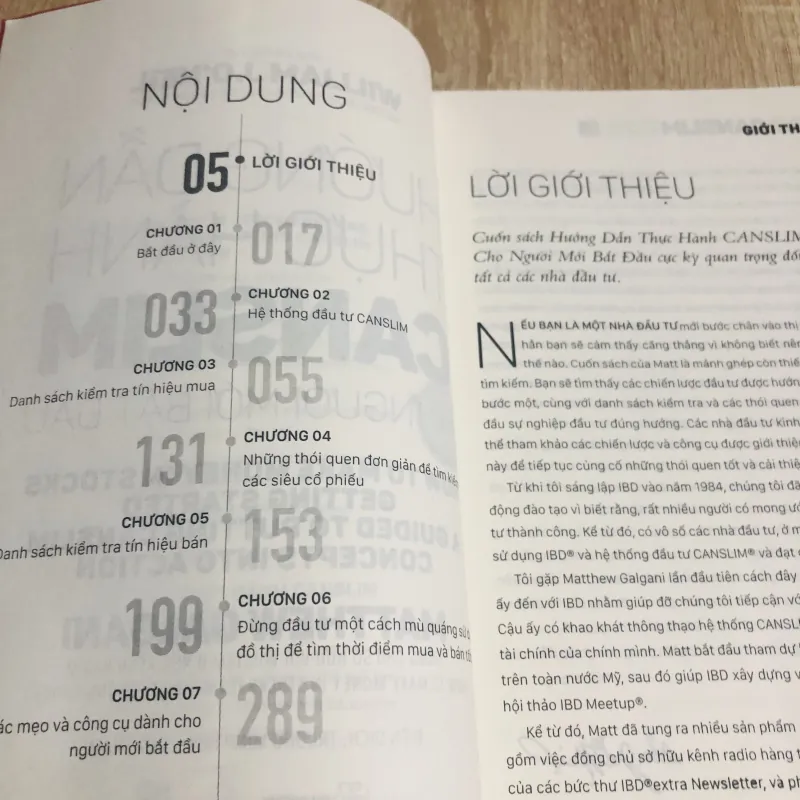 NỘI DUNG
05 LỜI GIỚI THIỆU
CHƯƠNG 01
Bắt đầu ở đây
017
033
CHƯƠNG 02
Hệ thống đầu tư CANSLIM
CHƯƠNG 03
Danh sách kiểm tra tín hiệu mua
055
131
CHƯƠNG 04
Những thói quen đơn giản để tìm kiếm
các siêu cổ phiếu
CHƯƠNG 05
Danh sách kiểm tra tín hiệu bán
153
199
CHƯƠNG 06
Đừng đầu tư một cách mù quáng
đồ thị để tìm thời điểm mua và bán
CHƯƠNG 07
mẹo và công cụ dành cho
người mới bắt đầu
289
GIỚI TH
LỜI GIỚI THIỆU
Cuốn sách Hướng Dẫn Thực Hành CANSLIM
Cho Người Mới Bắt Đầu cực kỳ quan trọng đối
tất cả các nhà đầu tư.
NẾU BẠN LÀ MỘT NHÀ ĐẦU TƯ mới bước chân vào thị
hẳn bạn sẽ cảm thấy căng thẳng vì không biết nên
thế nào. Cuốn sách của Matt là mảnh ghép còn thiế
tìm kiếm. Bạn sẽ tìm thấy các chiến lược đầu tư được hướn
bước một, cùng với danh sách kiểm tra và các thói quen
đầu sự nghiệp đầu tư đúng hướng. Các nhà đầu tư kinh
thể tham khảo các chiến lược và công cụ được giới thiệ
này để tiếp tục củng cố những thói quen tốt và cải thiệ
Từ khi tôi sáng lập IBD vào năm 1984, chúng tôi đã
động đào tạo vì biết rằng, rất nhiều người có mong ướ
tư thành công. Kể từ đó, có vô số các nhà đầu tư, ở m
sử dụng IBD® và hệ thống đầu tư CANSLIM® và đạt
Tôi gặp Matthew Galgani lần đầu tiên cách đây
ấy đến với IBD nhằm giúp đỡ chúng tôi tiếp cận vớ
Cậu ấy có khao khát thông thạo hệ thống CANSL
tài chính của chính mình. Matt bắt đầu tham dự
trên toàn nước Mỹ, sau đó giúp IBD xây dựng v
hội thảo IBD Meetup®.
Kể từ đó, Matt đã tung ra nhiều sản phẩm
gồm việc đồng chủ sở hữu kênh radio hàng t
của các bức thư IBD®extra Newsletter, và ph